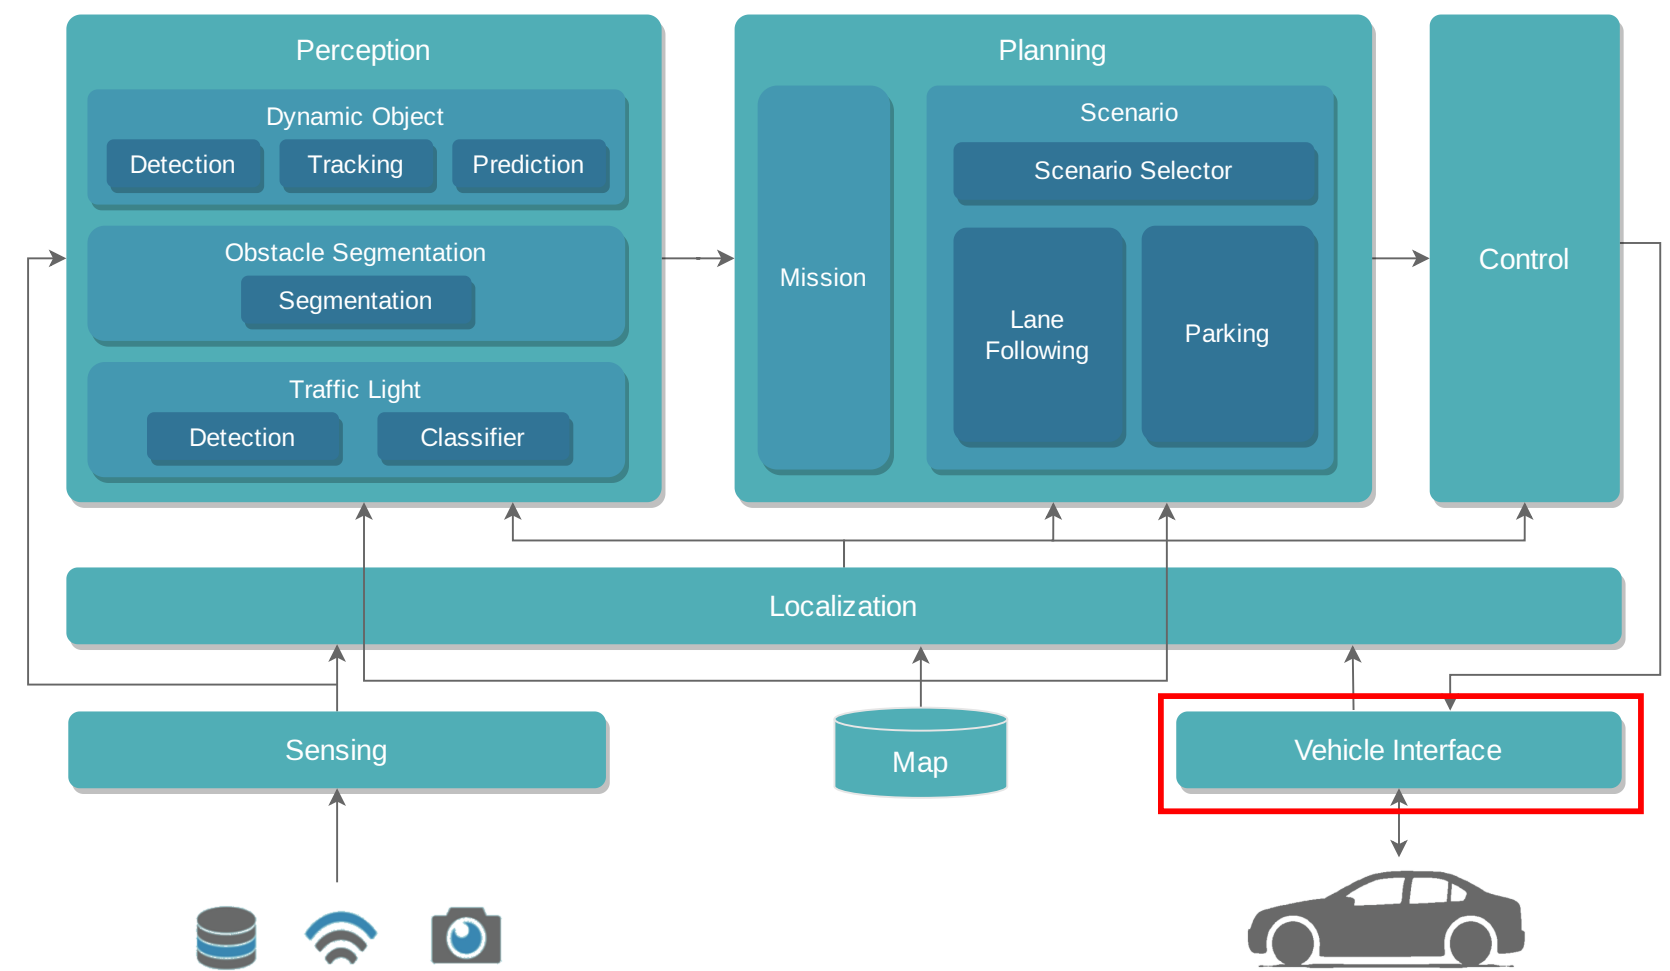 Perception
Dynamic Object
Detection
Tracking
Prediction
Obstacle Segmentation
Segmentation
Traffic Light
Detection
Classifier
Planning
Mission
Scenario
Scenario Selector
Lane
Following
Parking
Control
Localization
Sensing
Map
Vehicle Interface